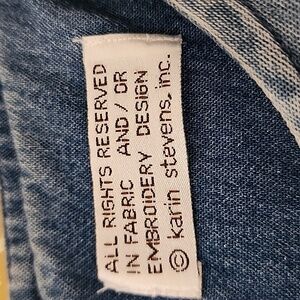 ALL RIGHTS RESERVED
IN FABRIC AND / OR
EMBROIDERY DESIGN
© karin stevens, inc.